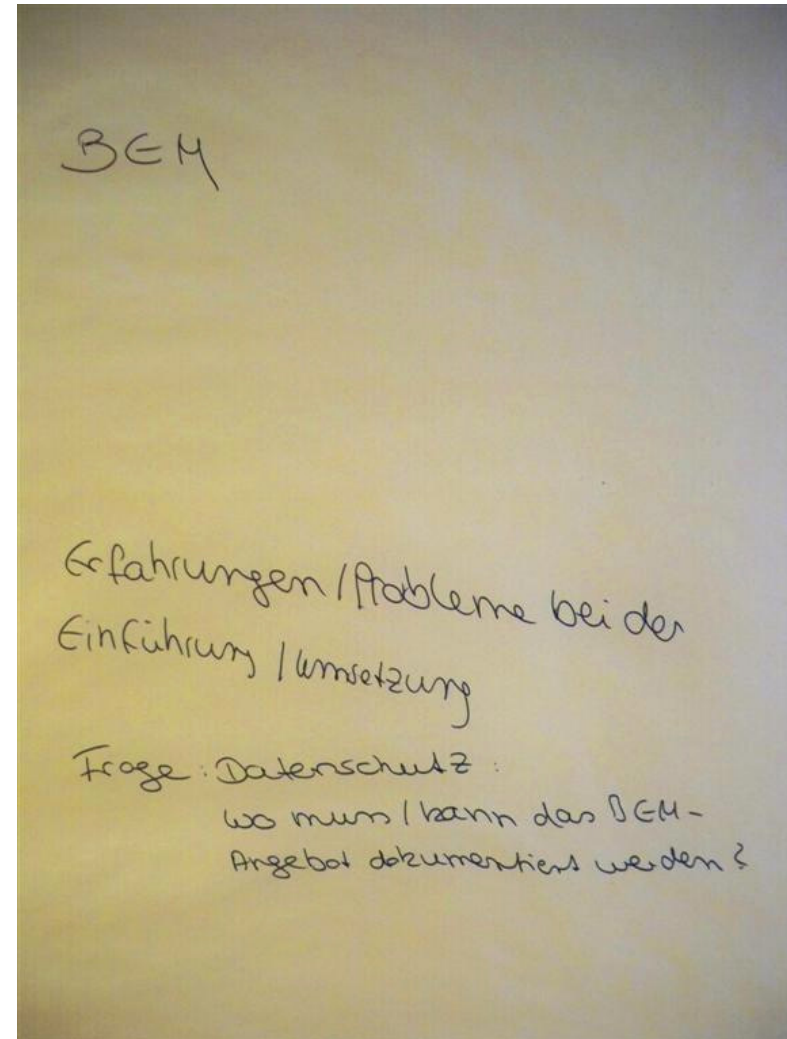 BEM
Erfahrungen / Probleme bei der
Einführung / Umsetzung
Frage: Datenschutz:
wo muss / kann das BEM-
Angebot dokumentiert werden?